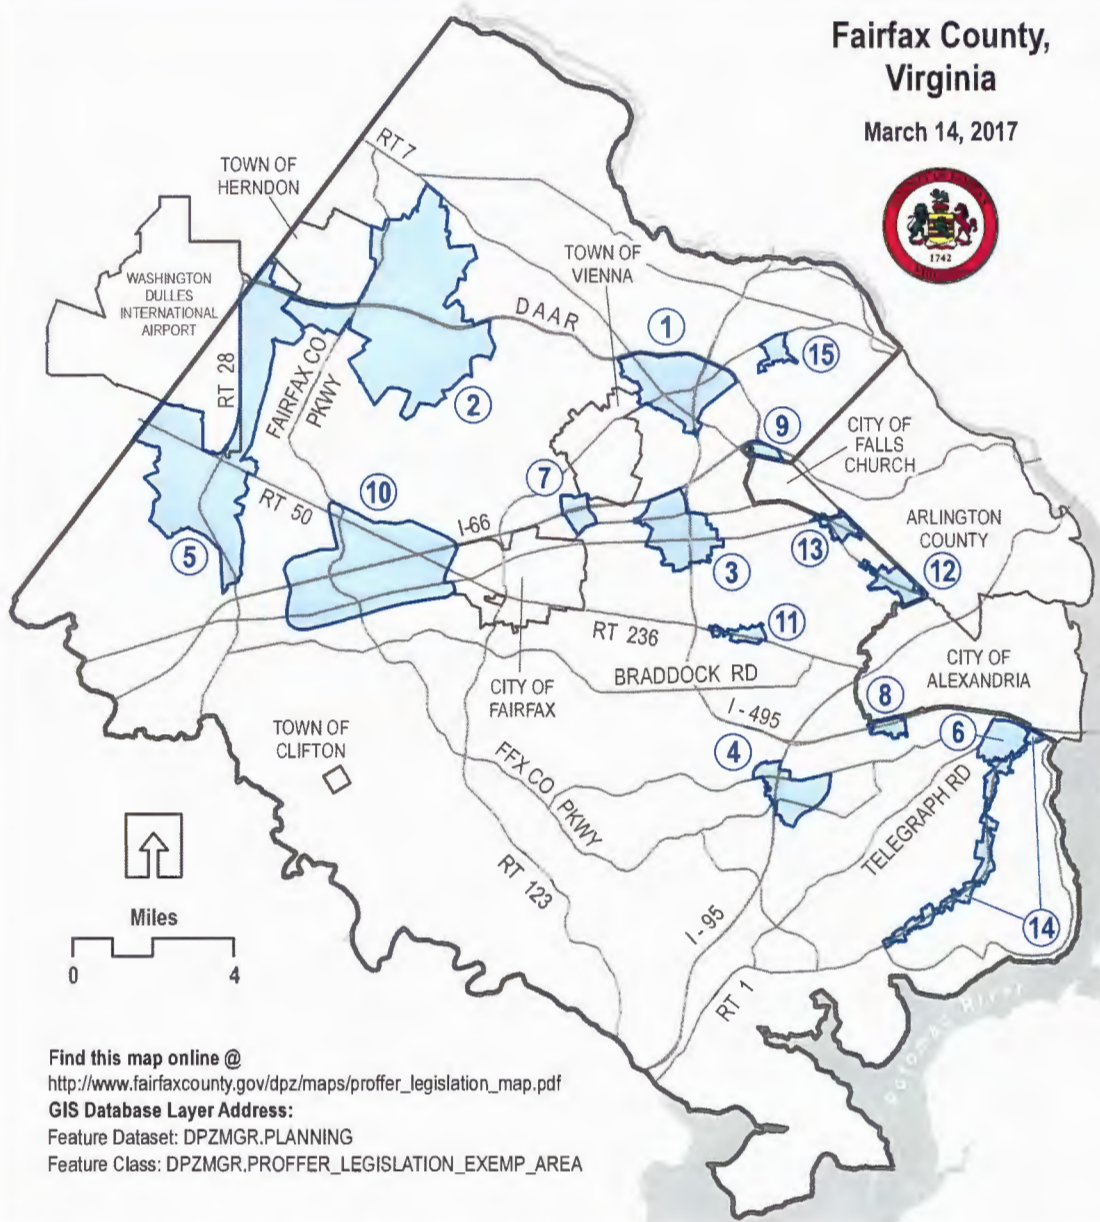 Fairfax County,
Virginia
March 14, 2017
1742
RT 7
TOWN OF
HERNDON
TOWN OF
VIENNA
WASHINGTON
DULLES
INTERNATIONAL
AIRPORT
DAAR
1
15
RT 28
FAIRFAX CO
PKWY
2
9
CITY OF
FALLS
CHURCH
7
10
RT 50
I-66
ARLINGTON
COUNTY
5
13
3
12
11
RT 236
BRADDOCK RD
CITY OF
ALEXANDRIA
CITY OF
FAIRFAX
8
I-495
TOWN OF
CLIFTON
4
6
FFX CO PKWY
TELEGRAPH RD
RT 123
Miles
0 4
I-95
14
RT 1
Potomac River
Find this map online @
http://www.fairfaxcounty.gov/dpz/maps/proffer_legislation_map.pdf
GIS Database Layer Address:
Feature Dataset: DPZMGR.PLANNING
Feature Class: DPZMGR.PROFFER_LEGISLATION_EXEMP_AREA